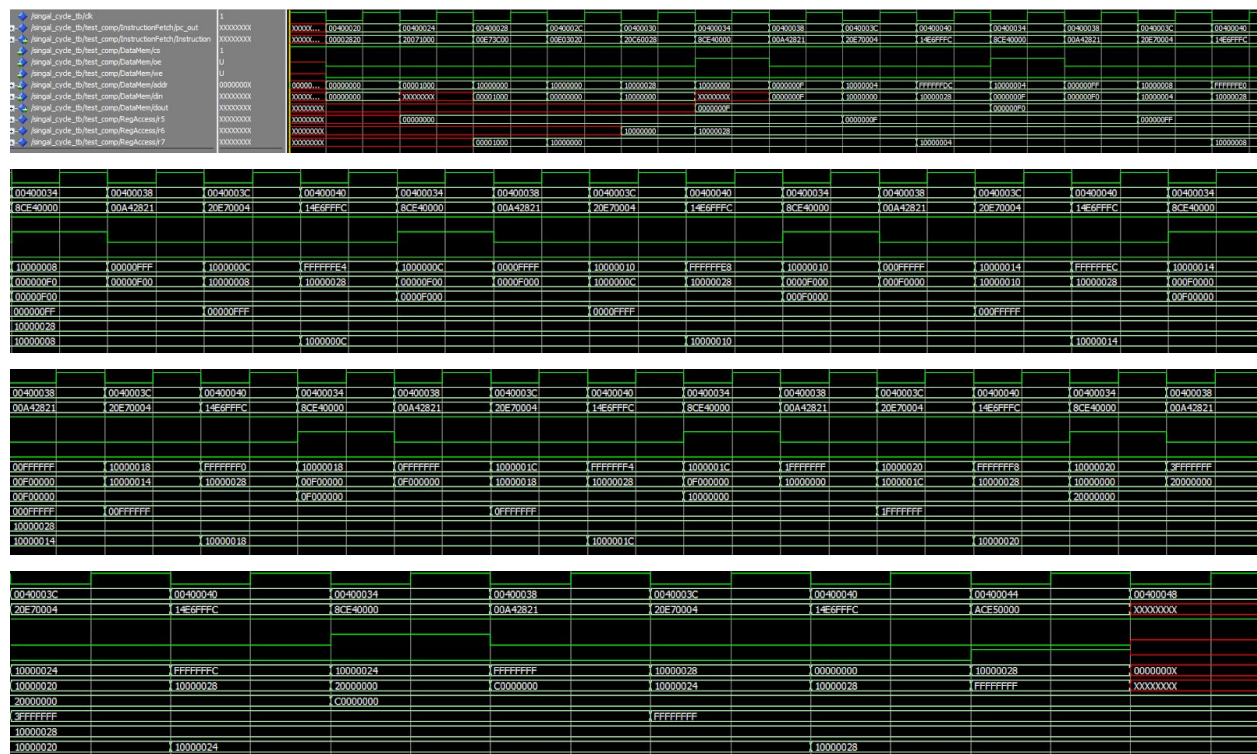 /singal_cycle_tb/clk 1
/singal_cycle_tb/test_comp/InstructionFetch/pc_out XXXXXXXX XXXXX... 00400020 00400024 00400028 0040002C 00400030 00400034 00400038 0040003C 00400040 00400034 00400038 0040003C 00400040
/singal_cycle_tb/test_comp/InstructionFetch/Instruction XXXXXXXX XXXXX... 00002820 20071000 00E73C00 00E03020 20C60028 8CE40000 00A42821 20E70004 14E6FFFC 8CE40000 00A42821 20E70004 14E6FFFC
/singal_cycle_tb/test_comp/DataMem/cs 1
/singal_cycle_tb/test_comp/DataMem/oe U
/singal_cycle_tb/test_comp/DataMem/we U
/singal_cycle_tb/test_comp/DataMem/addr 0000000X 00000... 00000000 00001000 10000000 10000000 10000028 10000000 0000000F 10000004 FFFFFFDC 10000004 000000FF 10000008 FFFFFFE0
/singal_cycle_tb/test_comp/DataMem/din XXXXXXXX XXXXX... 00000000 XXXXXXXX 00001000 00000000 10000000 XXXXXXXX 0000000F 10000000 10000028 0000000F 000000F0 10000004 10000028
/singal_cycle_tb/test_comp/DataMem/dout XXXXXXXX XXXXXXXX 0000000F 000000F0
/singal_cycle_tb/test_comp/RegAccess/r5 XXXXXXXX XXXXXXXX 00000000 0000000F 000000FF
/singal_cycle_tb/test_comp/RegAccess/r6 XXXXXXXX XXXXXXXX 10000000 10000028
/singal_cycle_tb/test_comp/RegAccess/r7 XXXXXXXX XXXXXXXX 00001000 10000000 10000004 10000008
00400034 00400038 0040003C 00400040 00400034 00400038 0040003C 00400040 00400034 00400038 0040003C 00400040 00400034
8CE40000 00A42821 20E70004 14E6FFFC 8CE40000 00A42821 20E70004 14E6FFFC 8CE40000 00A42821 20E70004 14E6FFFC 8CE40000
10000008 00000FFF 1000000C FFFFFFE4 1000000C 0000FFFF 10000010 FFFFFFE8 10000010 000FFFFF 10000014 FFFFFFEC 10000014
000000F0 00000F00 10000008 10000028 00000F00 0000F000 1000000C 10000028 0000F000 000F0000 10000010 10000028 000F0000
00000F00 0000F000 000F0000 00F00000
000000FF 00000FFF 0000FFFF 000FFFFF
10000028
10000008 1000000C 10000010 10000014
00400038 0040003C 00400040 00400034 00400038 0040003C 00400040 00400034 00400038 0040003C 00400040 00400034 00400038
00A42821 20E70004 14E6FFFC 8CE40000 00A42821 20E70004 14E6FFFC 8CE40000 00A42821 20E70004 14E6FFFC 8CE40000 00A42821
00FFFFFF 10000018 FFFFFFF0 10000018 0FFFFFFF 1000001C FFFFFFF4 1000001C 1FFFFFFF 10000020 FFFFFFF8 10000020 3FFFFFFF
00F00000 10000014 10000028 00F00000 0F000000 10000018 10000028 0F000000 10000000 1000001C 10000028 10000000 20000000
00F00000 0F000000 10000000 20000000
000FFFFF 00FFFFFF 0FFFFFFF 1FFFFFFF
10000028
10000014 10000018 1000001C 10000020
0040003C 00400040 00400034 00400038 0040003C 00400040 00400044 00400048
20E70004 14E6FFFC 8CE40000 00A42821 20E70004 14E6FFFC ACE50000 XXXXXXXX
10000024 FFFFFFFC 10000024 FFFFFFFF 10000028 00000000 10000028 0000000X
10000020 10000028 20000000 C0000000 10000024 10000028 FFFFFFFF XXXXXXXX
20000000 C0000000
3FFFFFFF FFFFFFFF
10000028
10000020 10000024 10000028